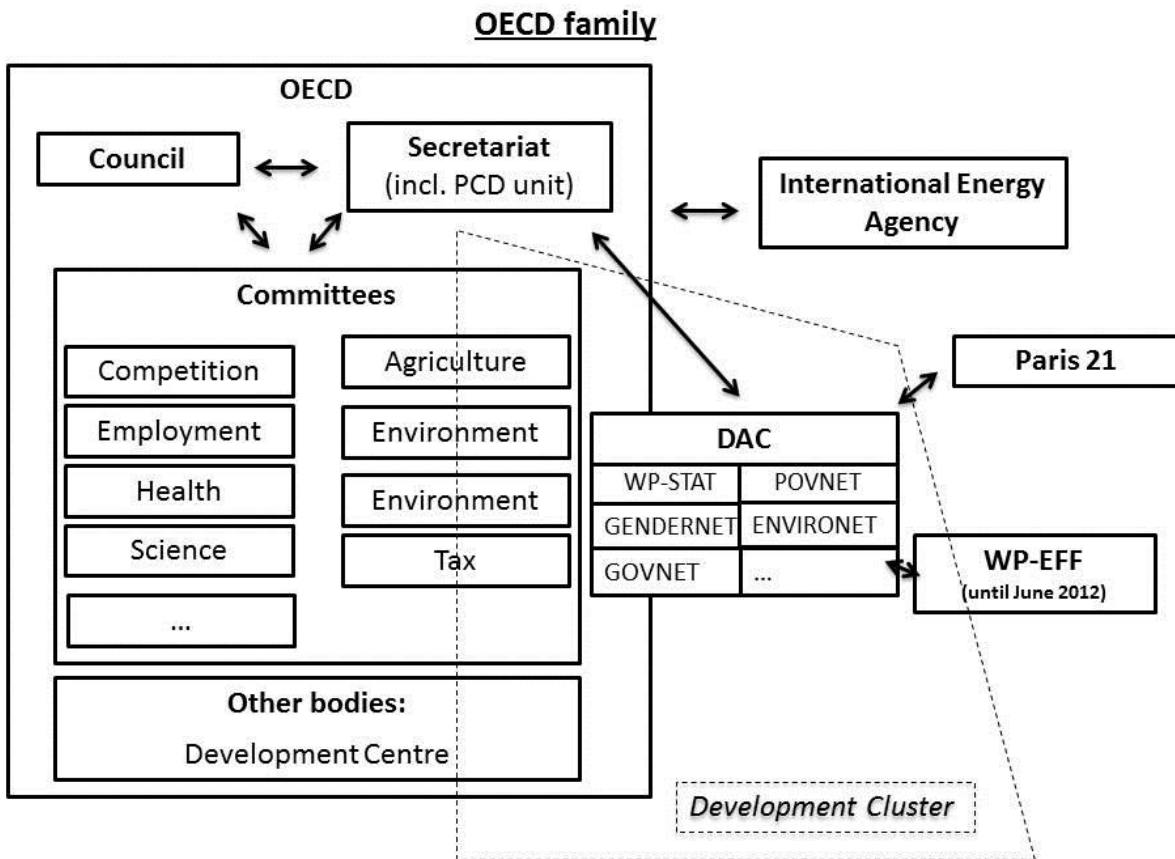 OECD family
OECD
Council
Secretariat
(incl. PCD unit)
International Energy
Agency
Committees
Competition
Employment
Health
Science
...
Agriculture
Environment
Environment
Tax
Paris 21
DAC
WP-STAT
POVNET
GENDERNET
ENVIRONET
GOVNET
...
WP-EFF
(until June 2012)
Other bodies:
Development Centre
Development Cluster